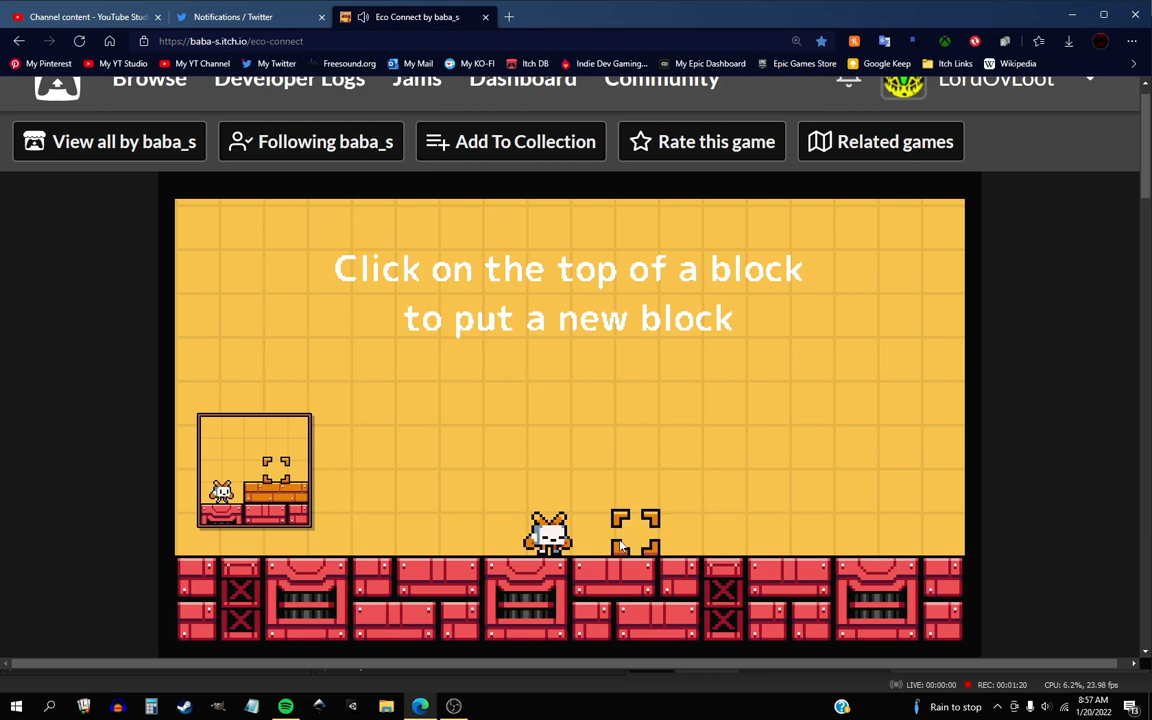 Channel content - YouTube Stud
Notifications / Twitter
Eco Connect by baba_s
https://baba-s.itch.io/eco-connect
My Pinterest
My YT Studio
My YT Channel
My Twitter
Freesound.org
My Mail
My KO-FI
Itch DB
Indie Dev Gaming...
My Epic Dashboard
Epic Games Store
Google Keep
Itch Links
Wikipedia
Browse
Developer Logs
Jams
Dashboard
Community
LordOvLoot
View all by baba_s
Following baba_s
Add To Collection
Rate this game
Related games
Click on the top of a block
to put a new block
LIVE: 00:00:00
REC: 00:01:20
CPU: 6.2%, 23.98 fps
Rain to stop
8:57 AM
1/20/2022
13